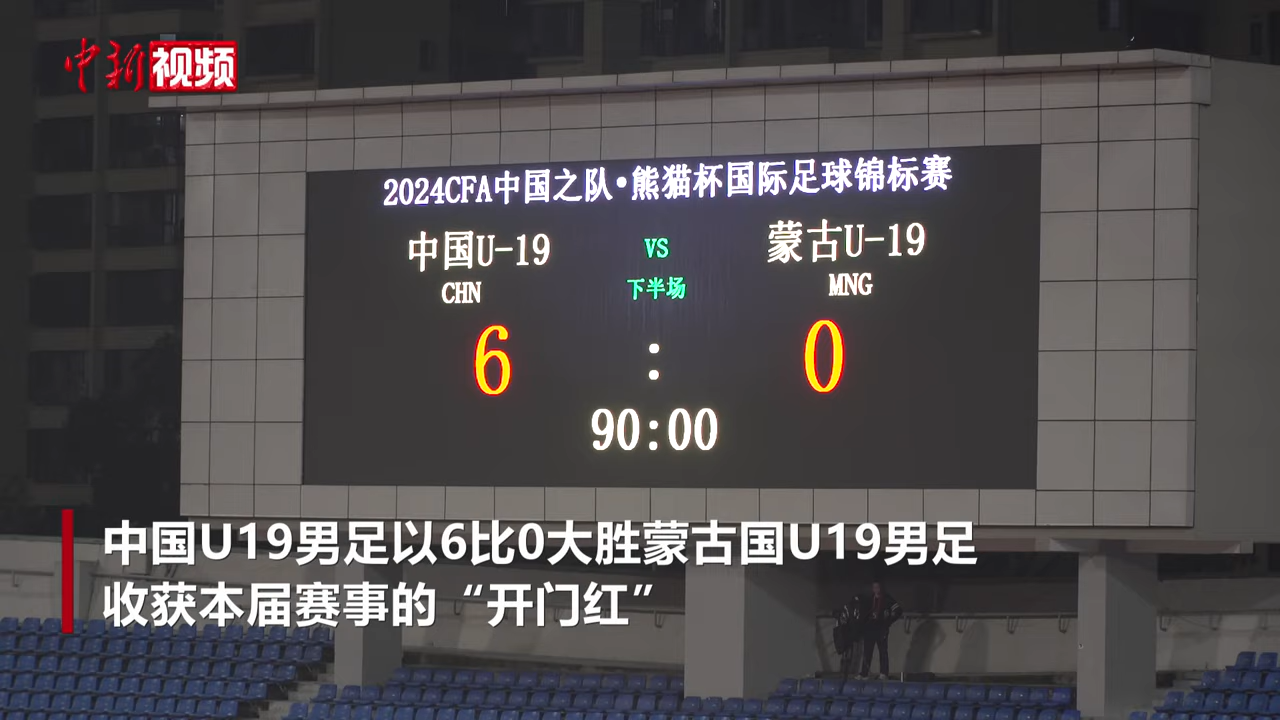 中新视频
2024CFA中国之队•熊猫杯国际足球锦标赛
中国U-19 VS 蒙古U-19
CHN 下半场 MNG
6 : 0
90:00
中国U19男足以6比0大胜蒙古国U19男足
收获本届赛事的“开门红”